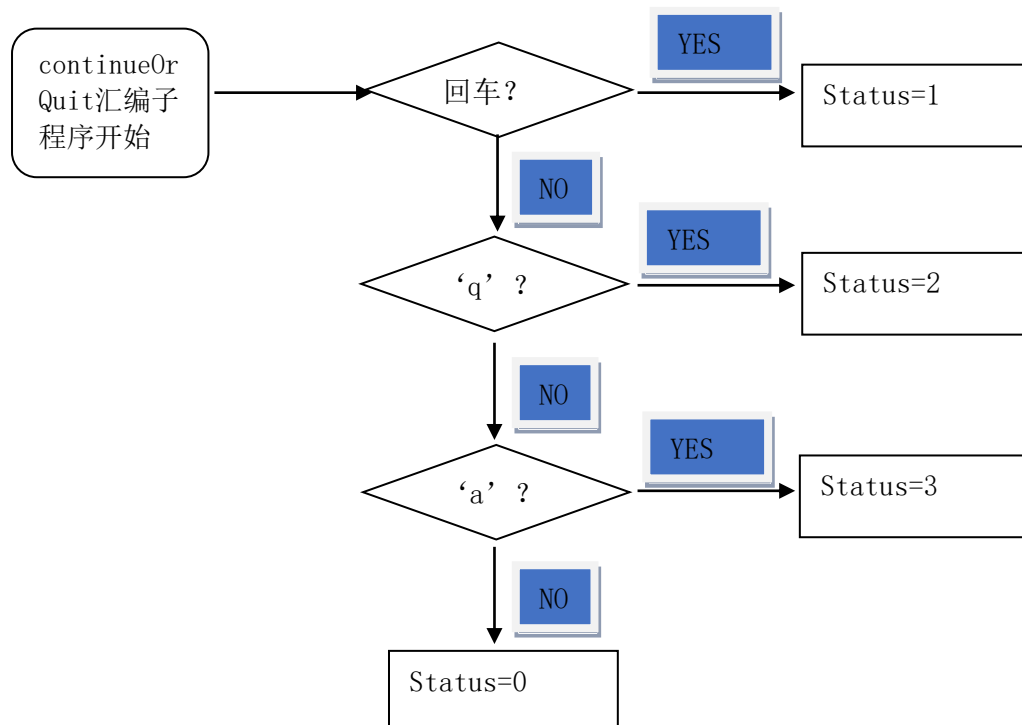 continueOr
Quit汇编子
程序开始
回车?
YES
Status=1
NO
‘q’?
YES
Status=2
NO
‘a’?
YES
Status=3
NO
Status=0